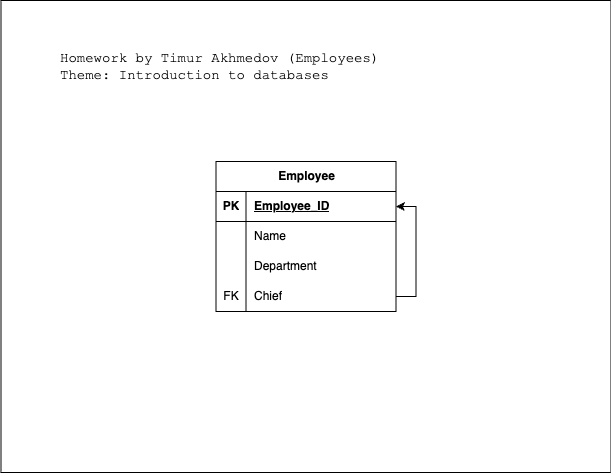 Homework by Timur Akhmedov (Employees)
Theme: Introduction to databases
Employee
PK Employee_ID
Name
Department
FK Chief